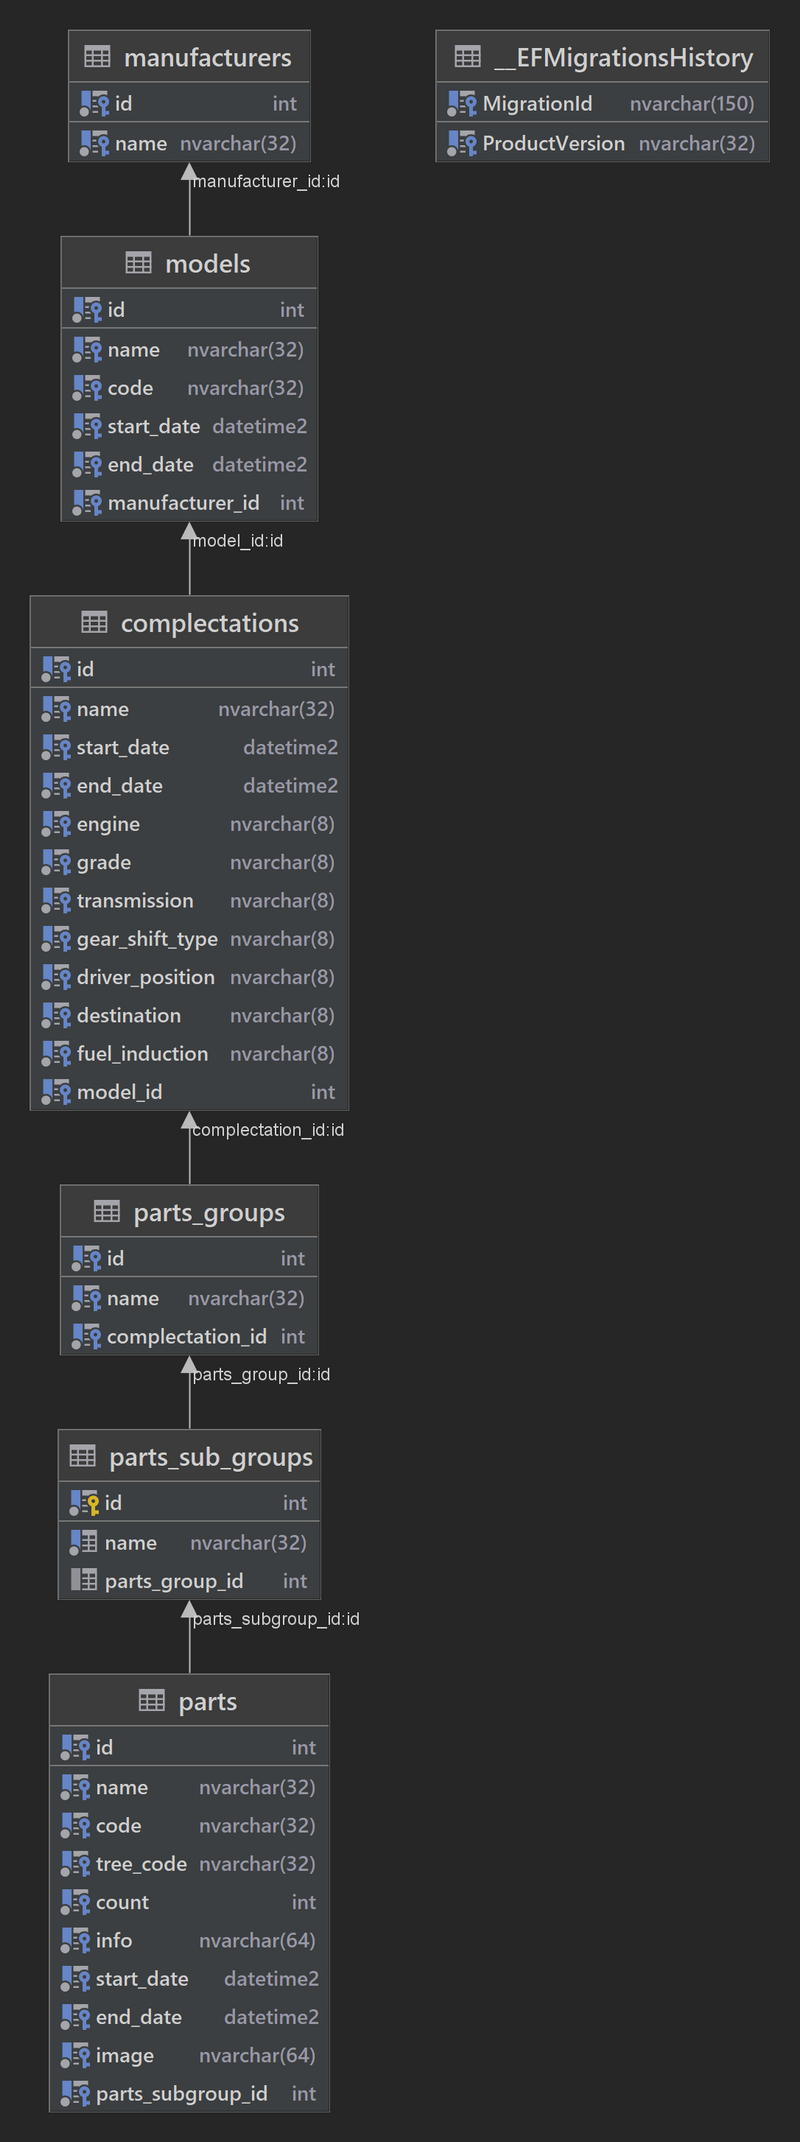 manufacturers
id int
name nvarchar(32)
__EFMigrationsHistory
MigrationId nvarchar(150)
ProductVersion nvarchar(32)
manufacturer_id:id
models
id int
name nvarchar(32)
code nvarchar(32)
start_date datetime2
end_date datetime2
manufacturer_id int
model_id:id
complectations
id int
name nvarchar(32)
start_date datetime2
end_date datetime2
engine nvarchar(8)
grade nvarchar(8)
transmission nvarchar(8)
gear_shift_type nvarchar(8)
driver_position nvarchar(8)
destination nvarchar(8)
fuel_induction nvarchar(8)
model_id int
complectation_id:id
parts_groups
id int
name nvarchar(32)
complectation_id int
parts_group_id:id
parts_sub_groups
id int
name nvarchar(32)
parts_group_id int
parts_subgroup_id:id
parts
id int
name nvarchar(32)
code nvarchar(32)
tree_code nvarchar(32)
count int
info nvarchar(64)
start_date datetime2
end_date datetime2
image nvarchar(64)
parts_subgroup_id int